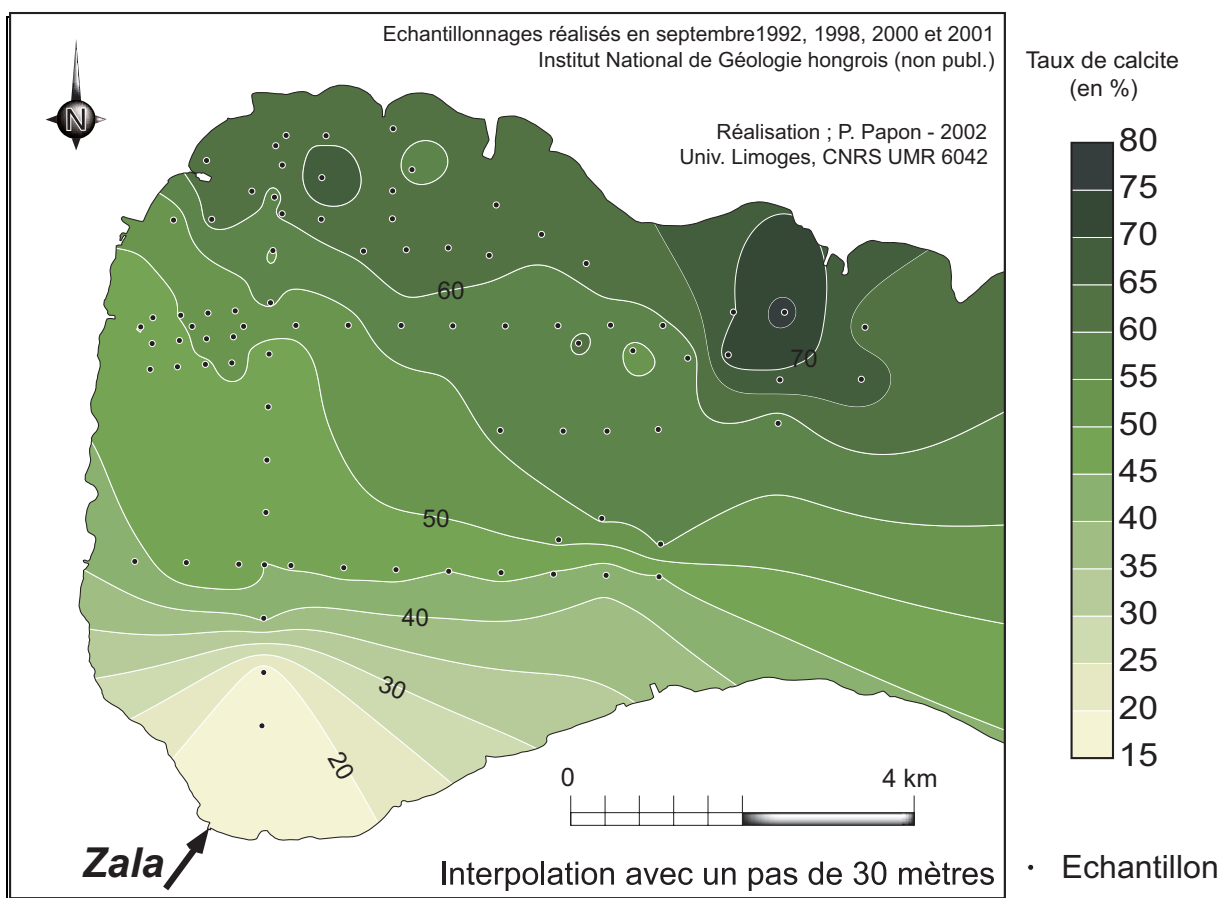 Echantillonnages réalisés en septembre1992, 1998, 2000 et 2001
Institut National de Géologie hongrois (non publ.)
Réalisation ; P. Papon - 2002
Univ. Limoges, CNRS UMR 6042
N
60
70
50
40
30
20
Zala
0 4 km
Interpolation avec un pas de 30 mètres
Taux de calcite
(en %)
80
75
70
65
60
55
50
45
40
35
30
25
20
15
Echantillon